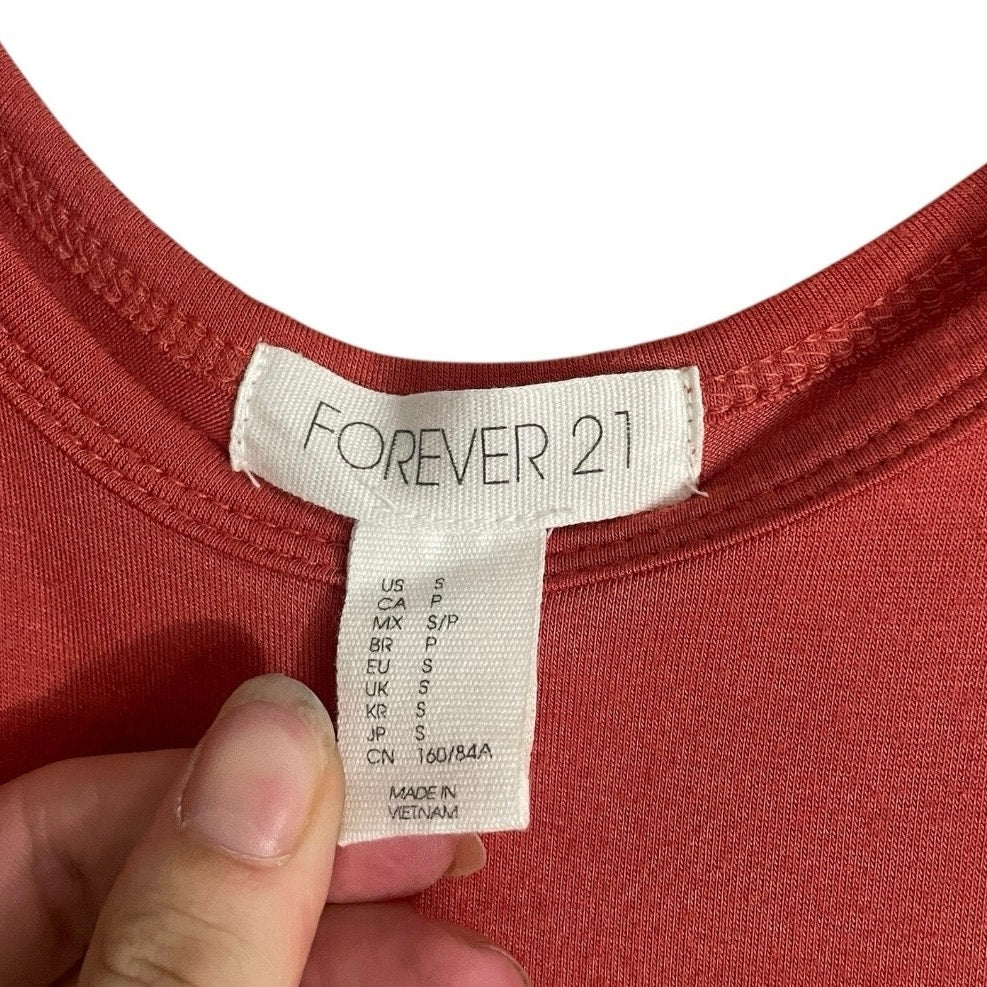 FOREVER 21
US S
CA P
MX S/P
BR P
EU S
UK S
KR S
JP S
CN 160/84A
MADE IN
VIETNAM